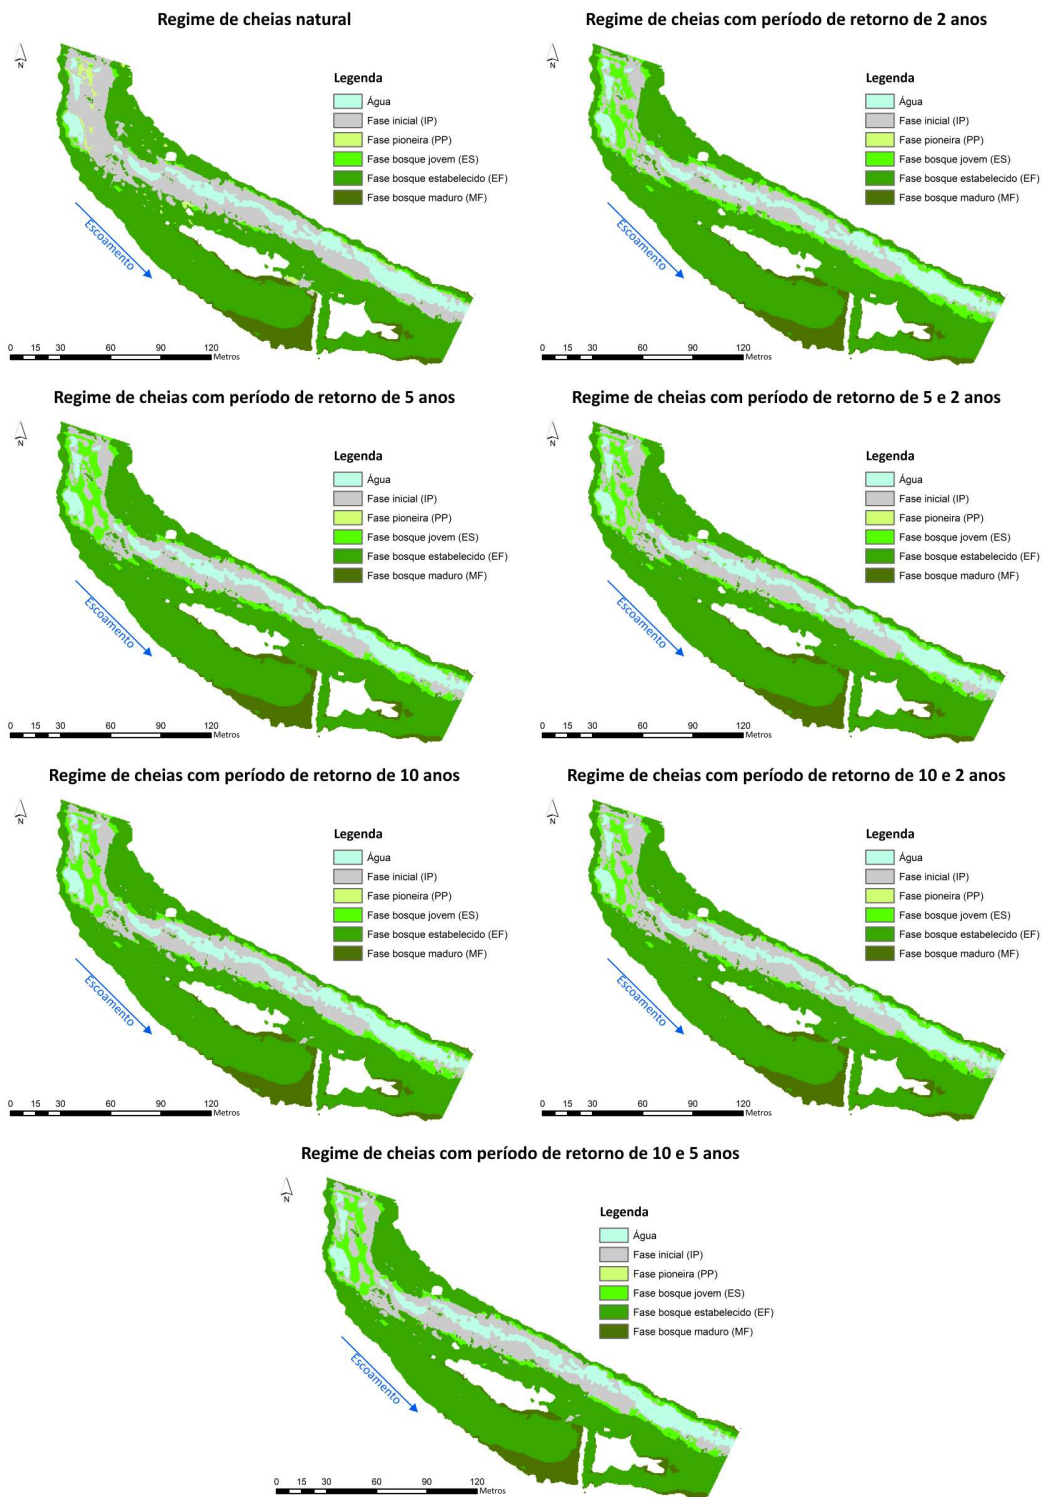 Regime de cheias natural
N
Legenda
Água
Fase inicial (IP)
Fase pioneira (PP)
Fase bosque jovem (ES)
Fase bosque estabelecido (EF)
Fase bosque maduro (MF)
Escoamento
0 15 30 60 90 120
Metros
Regime de cheias com período de retorno de 2 anos
N
Legenda
Água
Fase inicial (IP)
Fase pioneira (PP)
Fase bosque jovem (ES)
Fase bosque estabelecido (EF)
Fase bosque maduro (MF)
Escoamento
0 15 30 60 90 120
Metros
Regime de cheias com período de retorno de 5 anos
N
Legenda
Água
Fase inicial (IP)
Fase pioneira (PP)
Fase bosque jovem (ES)
Fase bosque estabelecido (EF)
Fase bosque maduro (MF)
Escoamento
0 15 30 60 90 120
Metros
Regime de cheias com período de retorno de 5 e 2 anos
N
Legenda
Água
Fase inicial (IP)
Fase pioneira (PP)
Fase bosque jovem (ES)
Fase bosque estabelecido (EF)
Fase bosque maduro (MF)
Escoamento
0 15 30 60 90 120
Metros
Regime de cheias com período de retorno de 10 anos
N
Legenda
Água
Fase inicial (IP)
Fase pioneira (PP)
Fase bosque jovem (ES)
Fase bosque estabelecido (EF)
Fase bosque maduro (MF)
Escoamento
0 15 30 60 90 120
Metros
Regime de cheias com período de retorno de 10 e 2 anos
N
Legenda
Água
Fase inicial (IP)
Fase pioneira (PP)
Fase bosque jovem (ES)
Fase bosque estabelecido (EF)
Fase bosque maduro (MF)
Escoamento
0 15 30 60 90 120
Metros
Regime de cheias com período de retorno de 10 e 5 anos
N
Legenda
Água
Fase inicial (IP)
Fase pioneira (PP)
Fase bosque jovem (ES)
Fase bosque estabelecido (EF)
Fase bosque maduro (MF)
Escoamento
0 15 30 60 90 120
Metros